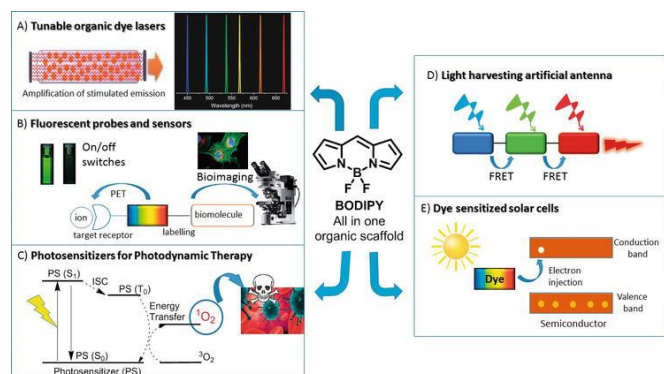 A) Tunable organic dye lasers
Amplification of stimulated emission
450 500 550 600 650
Wavelength (nm)
B) Fluorescent probes and sensors
On/off
switches
Bioimaging
PET
ion
target receptor
labelling
biomolecule
C) Photosensitizers for Photodynamic Therapy
PS (S1)
ISC
PS (T0)
Energy
Transfer
¹O2
PS (S0)
³O2
Photosensitizer (PS)
N N
B
F F
BODIPY
All in one
organic scaffold
D) Light harvesting artificial antenna
FRET FRET
E) Dye sensitized solar cells
Conduction
band
Dye
Electron
injection
Valence
band
Semiconductor